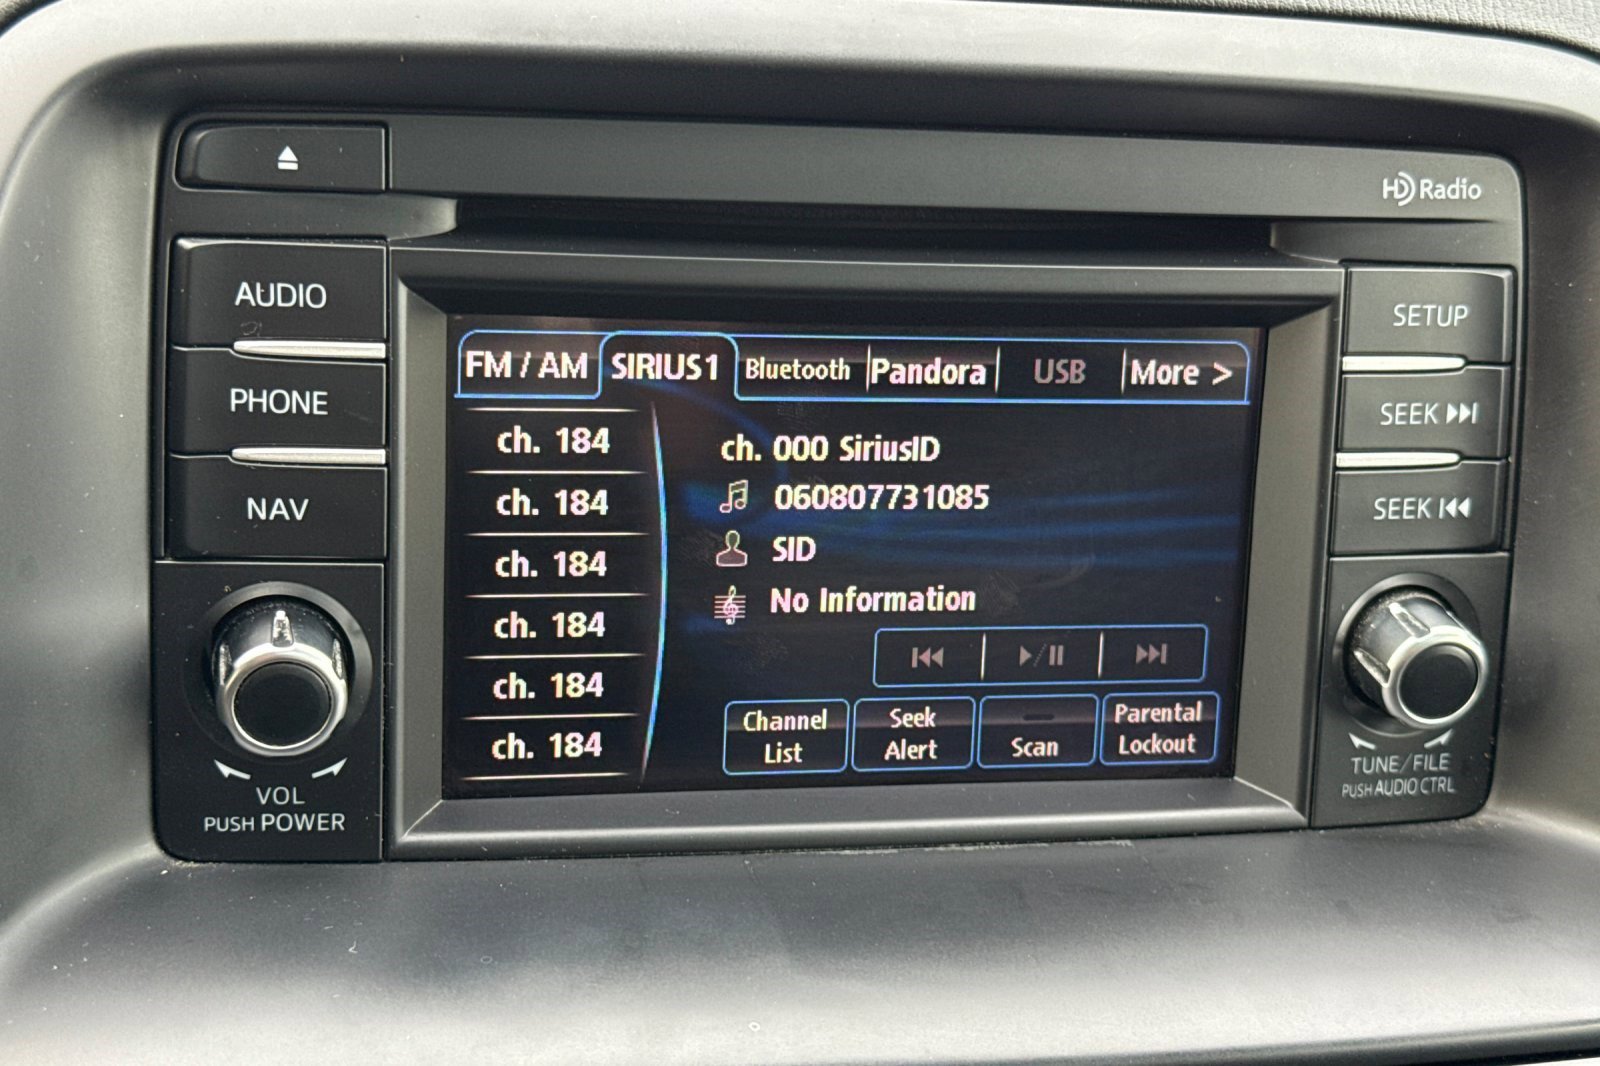 HD Radio
AUDIO
PHONE
NAV
VOL
PUSH POWER
FM / AM SIRIUS1 Bluetooth Pandora USB More >
ch. 184
ch. 184
ch. 184
ch. 184
ch. 184
ch. 184
ch. 000 SiriusID
060807731085
SID
No Information
Channel
List
Seek
Alert
Scan
Parental
Lockout
SETUP
SEEK
SEEK
TUNE/FILE
PUSH AUDIO CTRL